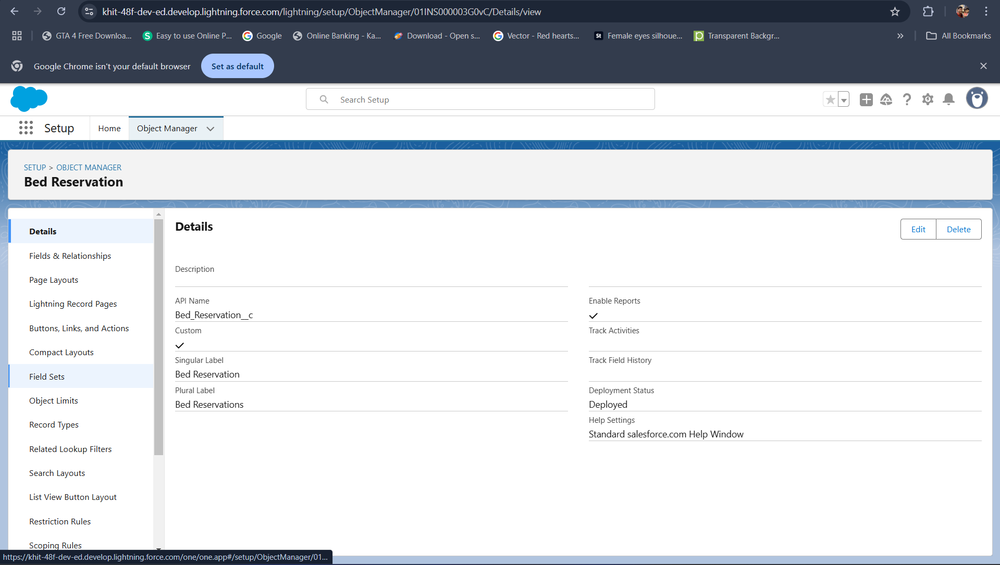 khit-48f-dev-ed.develop.lightning.force.com/lightning/setup/ObjectManager/01INS000003G0vC/Details/view
GTA 4 Free Downloa...
Easy to use Online P...
Google
Online Banking - Ka...
Download - Open s...
Vector - Red hearts...
St
Female eyes silhoue...
Transparent Backgr...
All Bookmarks
Google Chrome isn't your default browser
Set as default
Search Setup
Setup
Home
Object Manager
SETUP > OBJECT MANAGER
Bed Reservation
Details
Fields & Relationships
Page Layouts
Lightning Record Pages
Buttons, Links, and Actions
Compact Layouts
Field Sets
Object Limits
Record Types
Related Lookup Filters
Search Layouts
List View Button Layout
Restriction Rules
Scoping Rules
Details
Edit
Delete
Description
API Name
Bed_Reservation__c
Custom
Singular Label
Bed Reservation
Plural Label
Bed Reservations
Enable Reports
Track Activities
Track Field History
Deployment Status
Deployed
Help Settings
Standard salesforce.com Help Window
https://khit-48f-dev-ed.develop.lightning.force.com/one/one.app#/setup/ObjectManager/01...